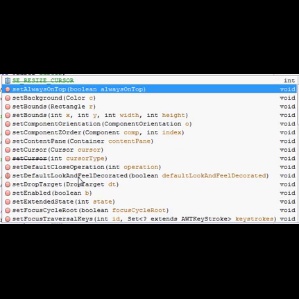 SE_RESIZE_CURSOR int
setAlwaysOnTop(boolean alwaysOnTop) void
setBackground(Color c) void
setBounds(Rectangle r) void
setBounds(int x, int y, int width, int height) void
setComponentOrientation(ComponentOrientation o) void
setComponentZOrder(Component comp, int index) void
setContentPane(Container contentPane) void
setCursor(Cursor cursor) void
setCursor(int cursorType) void
setDefaultCloseOperation(int operation) void
setDefaultLookAndFeelDecorated(boolean defaultLookAndFeelDecorated) void
setDropTarget(DropTarget dt) void
setEnabled(boolean b) void
setExtendedState(int state) void
setFocusCycleRoot(boolean focusCycleRoot) void
setFocusTraversalKeys(int id, Set<? extends AWTKeyStroke> keystrokes) void